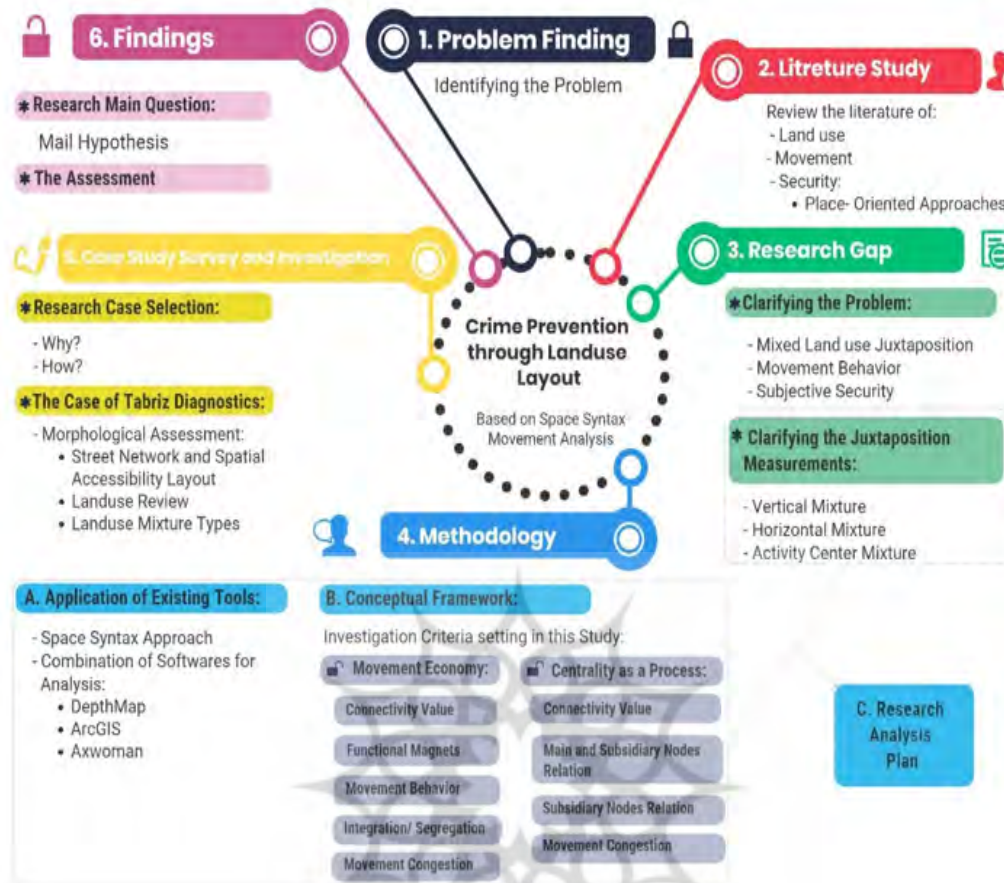 6. Findings
* Research Main Question:
Mail Hypothesis
* The Assessment
1. Problem Finding
Identifying the Problem
2. Litreture Study
Review the literature of:
- Land use
- Movement
- Security:
• Place- Oriented Approaches
3. Research Gap
* Clarifying the Problem:
- Mixed Land use Juxtaposition
- Movement Behavior
- Subjective Security
* Clarifying the Juxtaposition
Measurements:
- Vertical Mixture
- Horizontal Mixture
- Activity Center Mixture
5. Case Study Survey and Investigation
* Research Case Selection:
- Why?
- How?
* The Case of Tabriz Diagnostics:
- Morphological Assessment:
• Street Network and Spatial
Accessibility Layout
• Landuse Review
• Landuse Mixture Types
Crime Prevention
through Landuse
Layout
Based on Space Syntax
Movement Analysis
4. Methodology
A. Application of Existing Tools:
- Space Syntax Approach
- Combination of Softwares for
Analysis:
• DepthMap
• ArcGIS
• Axwoman
B. Conceptual Framework:
Investigation Criteria setting in this Study:
Movement Economy:
Connectivity Value
Functional Magnets
Movement Behavior
Integration/ Segregation
Movement Congestion
Centrality as a Process:
Connectivity Value
Main and Subsidiary Nodes
Relation
Subsidiary Nodes Relation
Movement Congestion
C. Research
Analysis
Plan